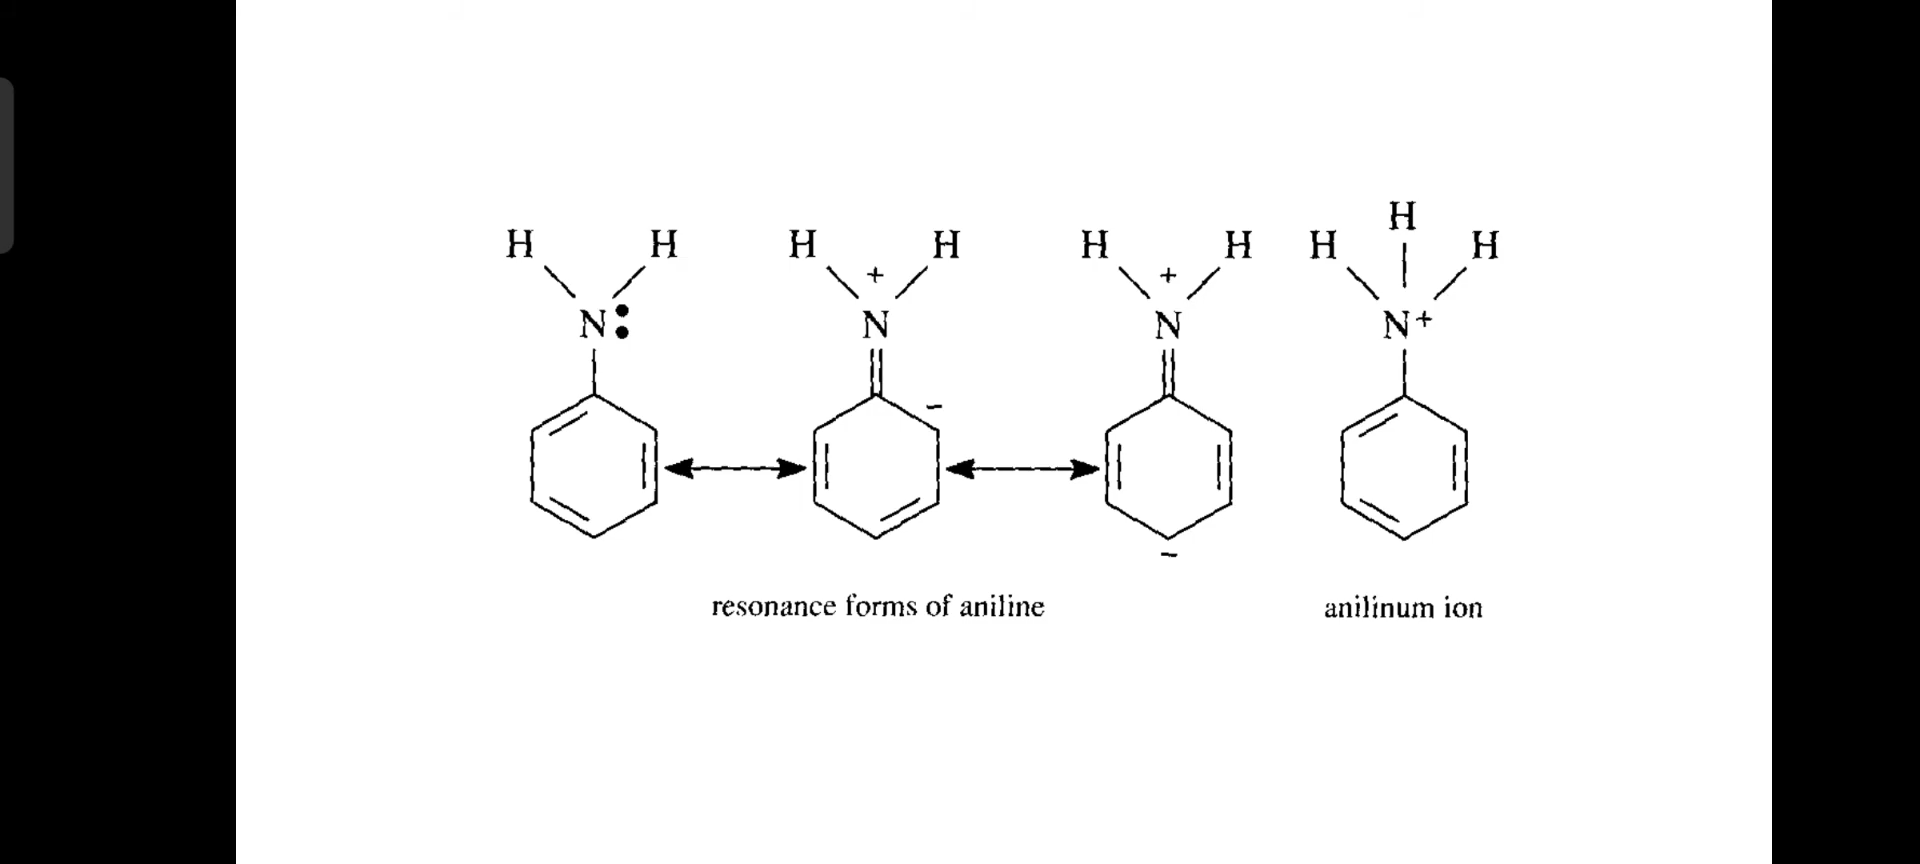 H H H H H H H H H
+ +
N: N N N+
−
−
resonance forms of aniline anilinum ion